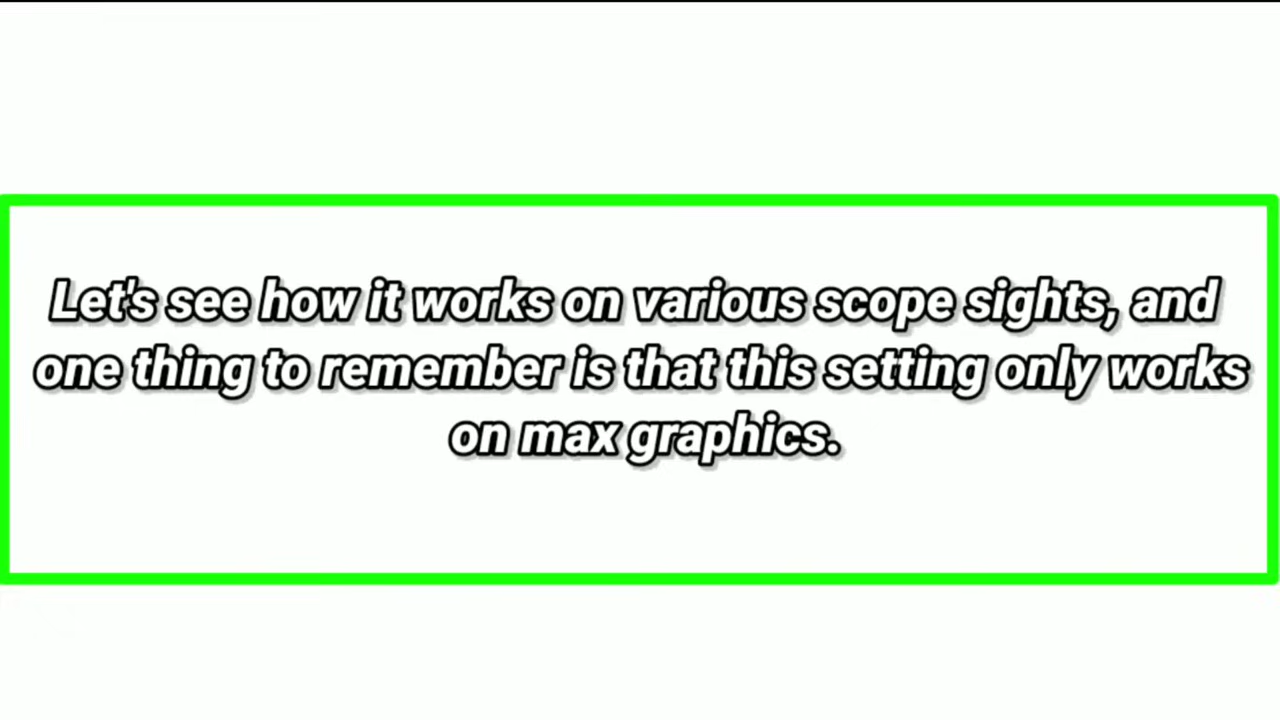 Let's see how it works on various scope sights, and
one thing to remember is that this setting only works
on max graphics.